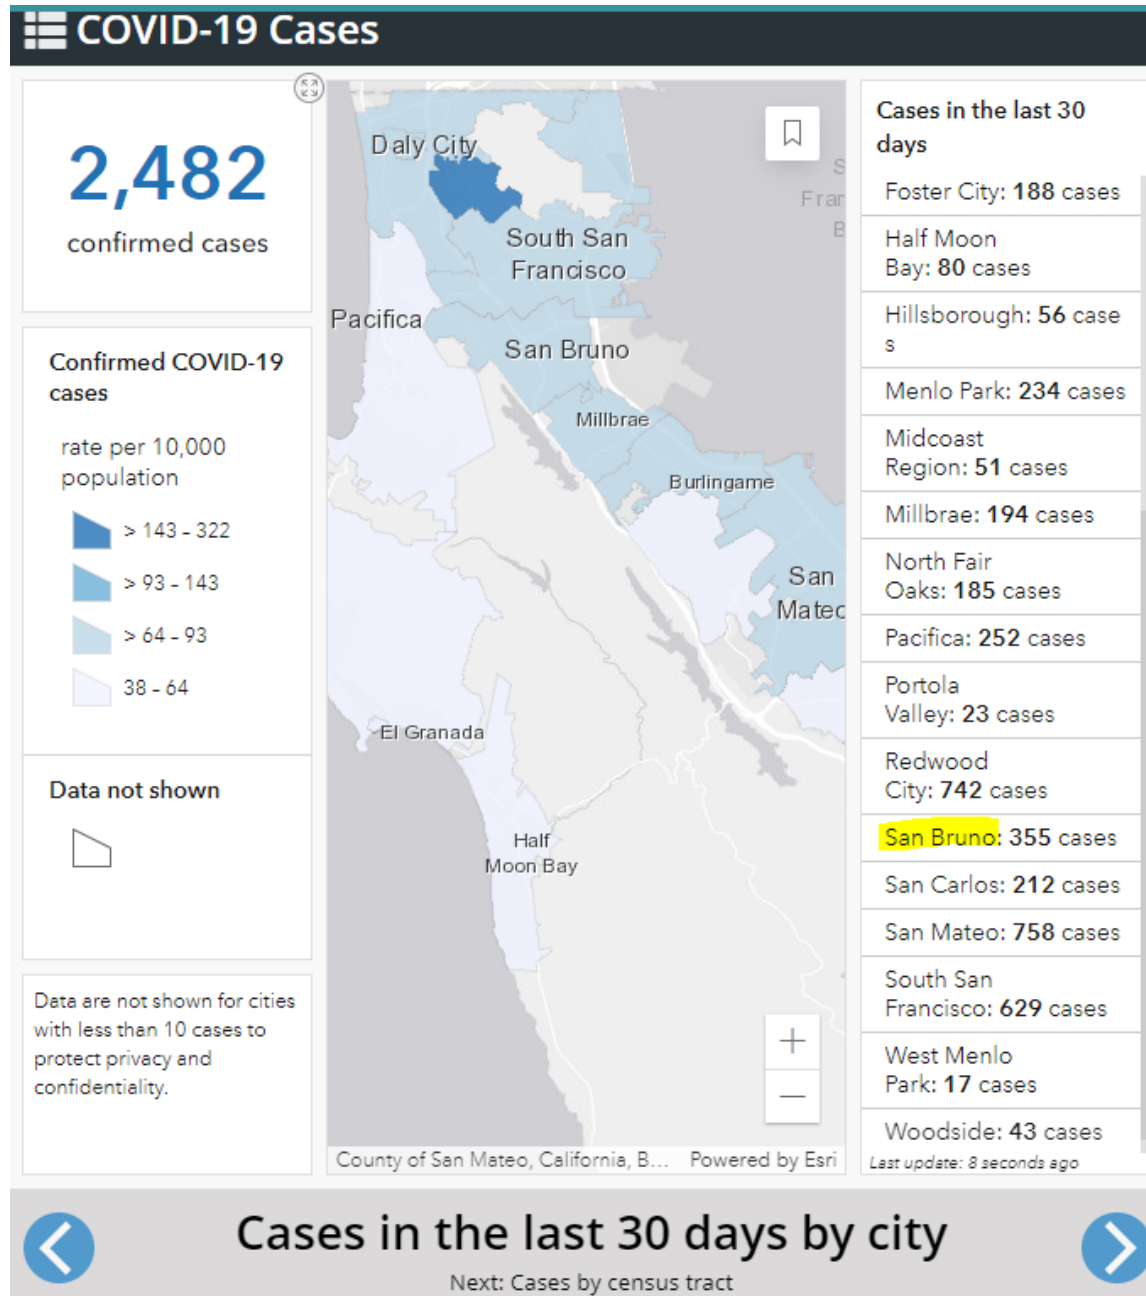 COVID-19 Cases
2,482
confirmed cases
Confirmed COVID-19
cases
rate per 10,000
population
> 143 - 322
> 93 - 143
> 64 - 93
38 - 64
Data not shown
Data are not shown for cities
with less than 10 cases to
protect privacy and
confidentiality.
Daly City
South San
Francisco
Pacifica
San Bruno
Millbrae
Burlingame
San
Mateo
El Granada
Half
Moon Bay
County of San Mateo, California, B... Powered by Esri
Cases in the last 30
days
Foster City: 188 cases
Half Moon
Bay: 80 cases
Hillsborough: 56 case
s
Menlo Park: 234 cases
Midcoast
Region: 51 cases
Millbrae: 194 cases
North Fair
Oaks: 185 cases
Pacifica: 252 cases
Portola
Valley: 23 cases
Redwood
City: 742 cases
San Bruno: 355 cases
San Carlos: 212 cases
San Mateo: 758 cases
South San
Francisco: 629 cases
West Menlo
Park: 17 cases
Woodside: 43 cases
Last update: 8 seconds ago
Cases in the last 30 days by city
Next: Cases by census tract